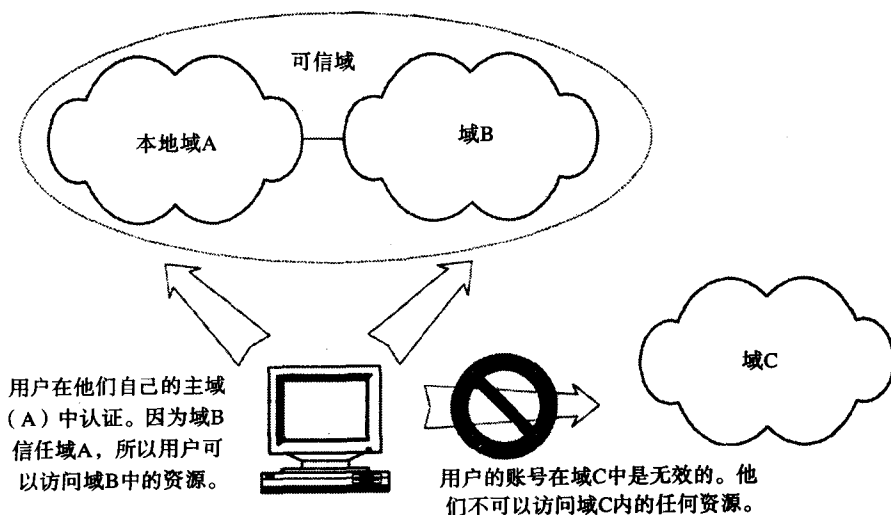 可信域
本地域A
域B
域C
用户在他们自己的主域
（A）中认证。因为域B
信任域A，所以用户可
以访问域B中的资源。
用户的账号在域C中是无效的。他
们不可以访问域C内的任何资源。